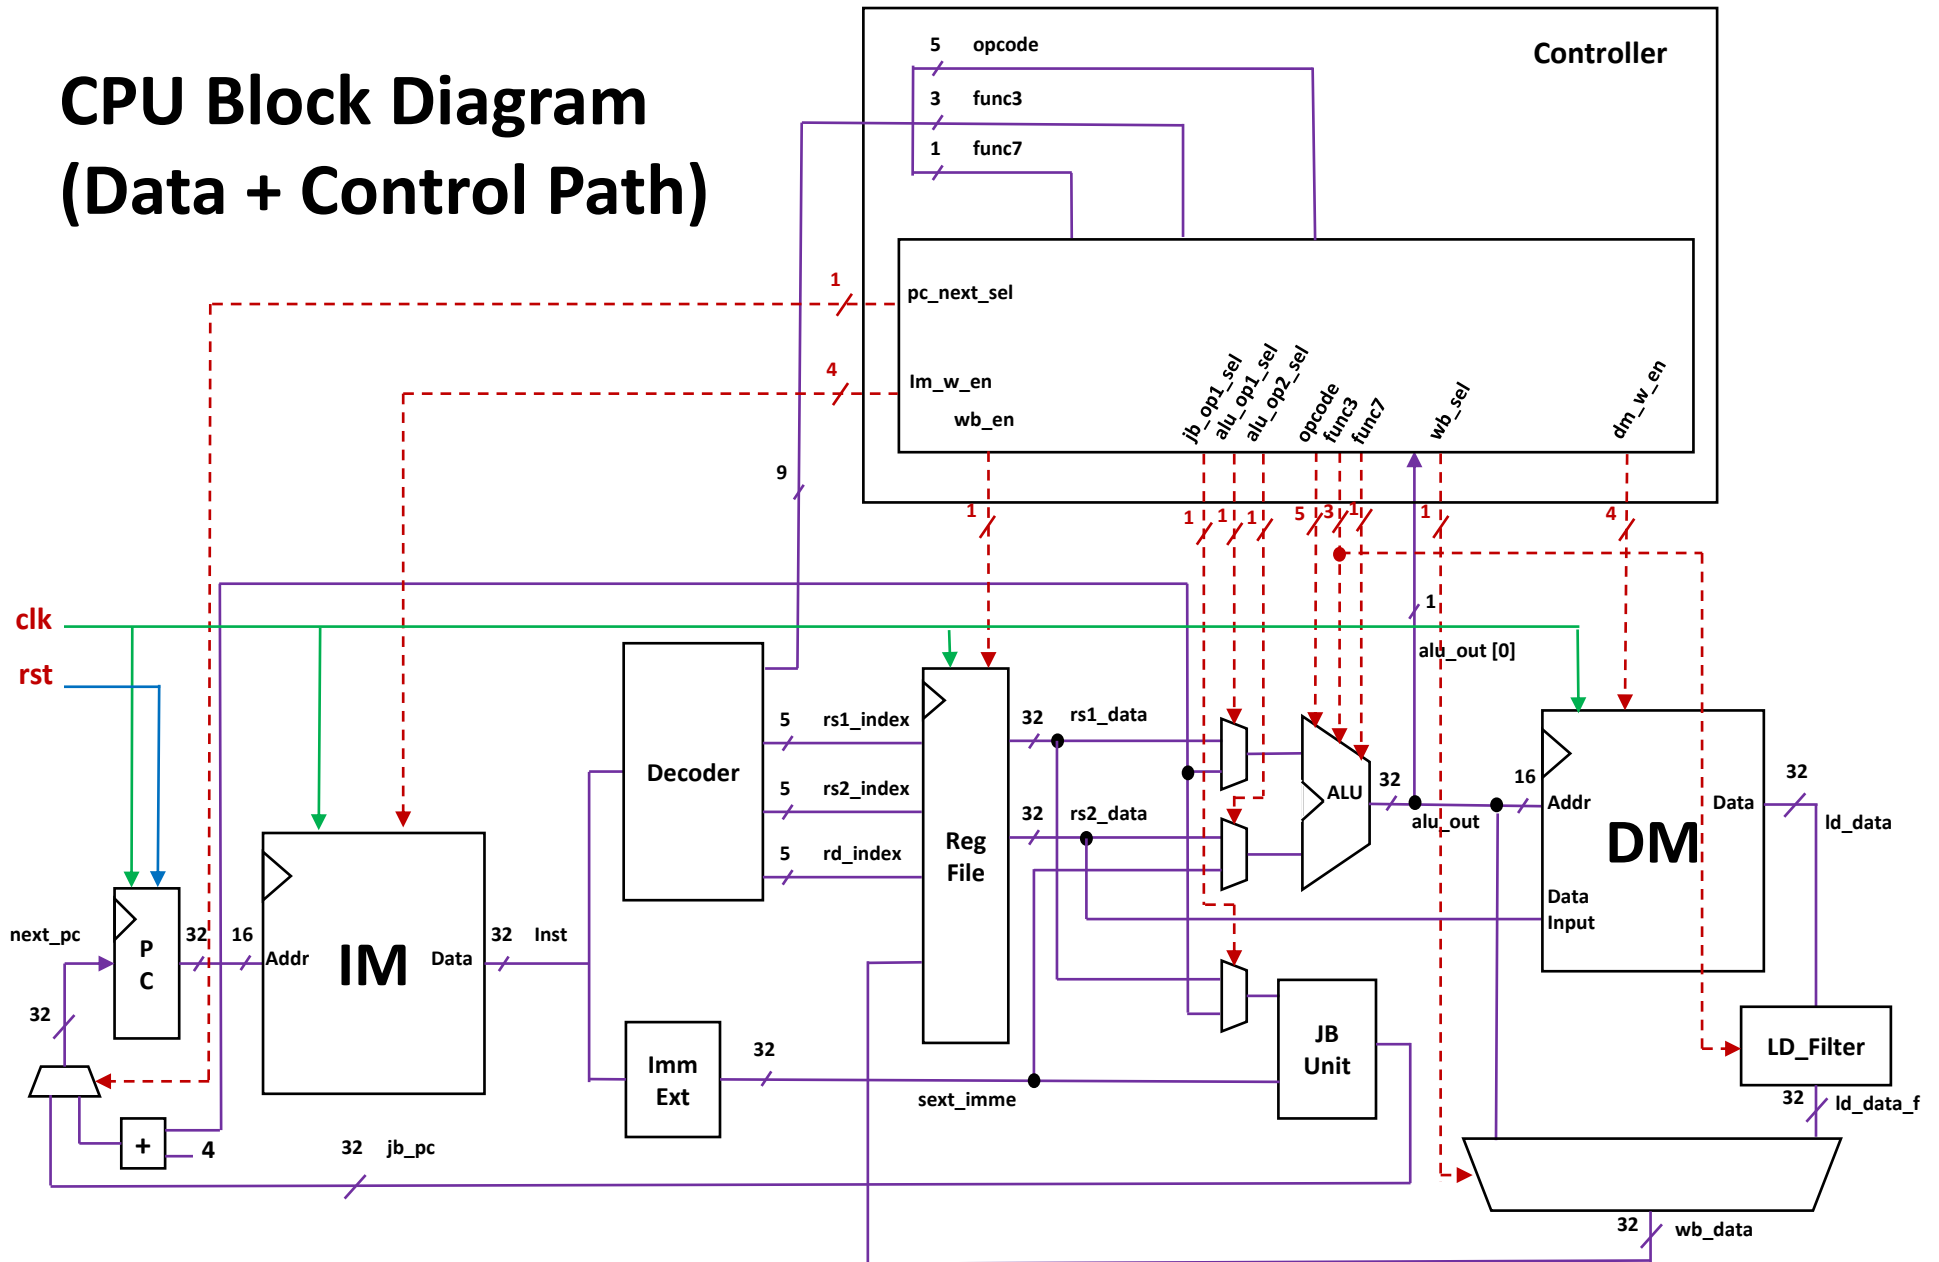 CPU Block Diagram
(Data + Control Path)
Controller
5 opcode
3 func3
1 func7
1
pc_next_sel
4
Im_w_en
wb_en
jb_op1_sel
alu_op1_sel
alu_op2_sel
opcode
func3
func7
wb_sel
dm_w_en
9
1
1
1
1
5
3
1
1
4
clk
rst
1
alu_out [0]
Decoder
5 rs1_index
5 rs2_index
5 rd_index
Reg
File
32 rs1_data
32 rs2_data
ALU
32
alu_out
16
Addr
DM
Data
Data
Input
32
ld_data
next_pc
P
C
32
16
Addr
IM
Data
32 Inst
32
Imm
Ext
32
sext_imme
JB
Unit
LD_Filter
32 ld_data_f
+
4
32 jb_pc
32 wb_data